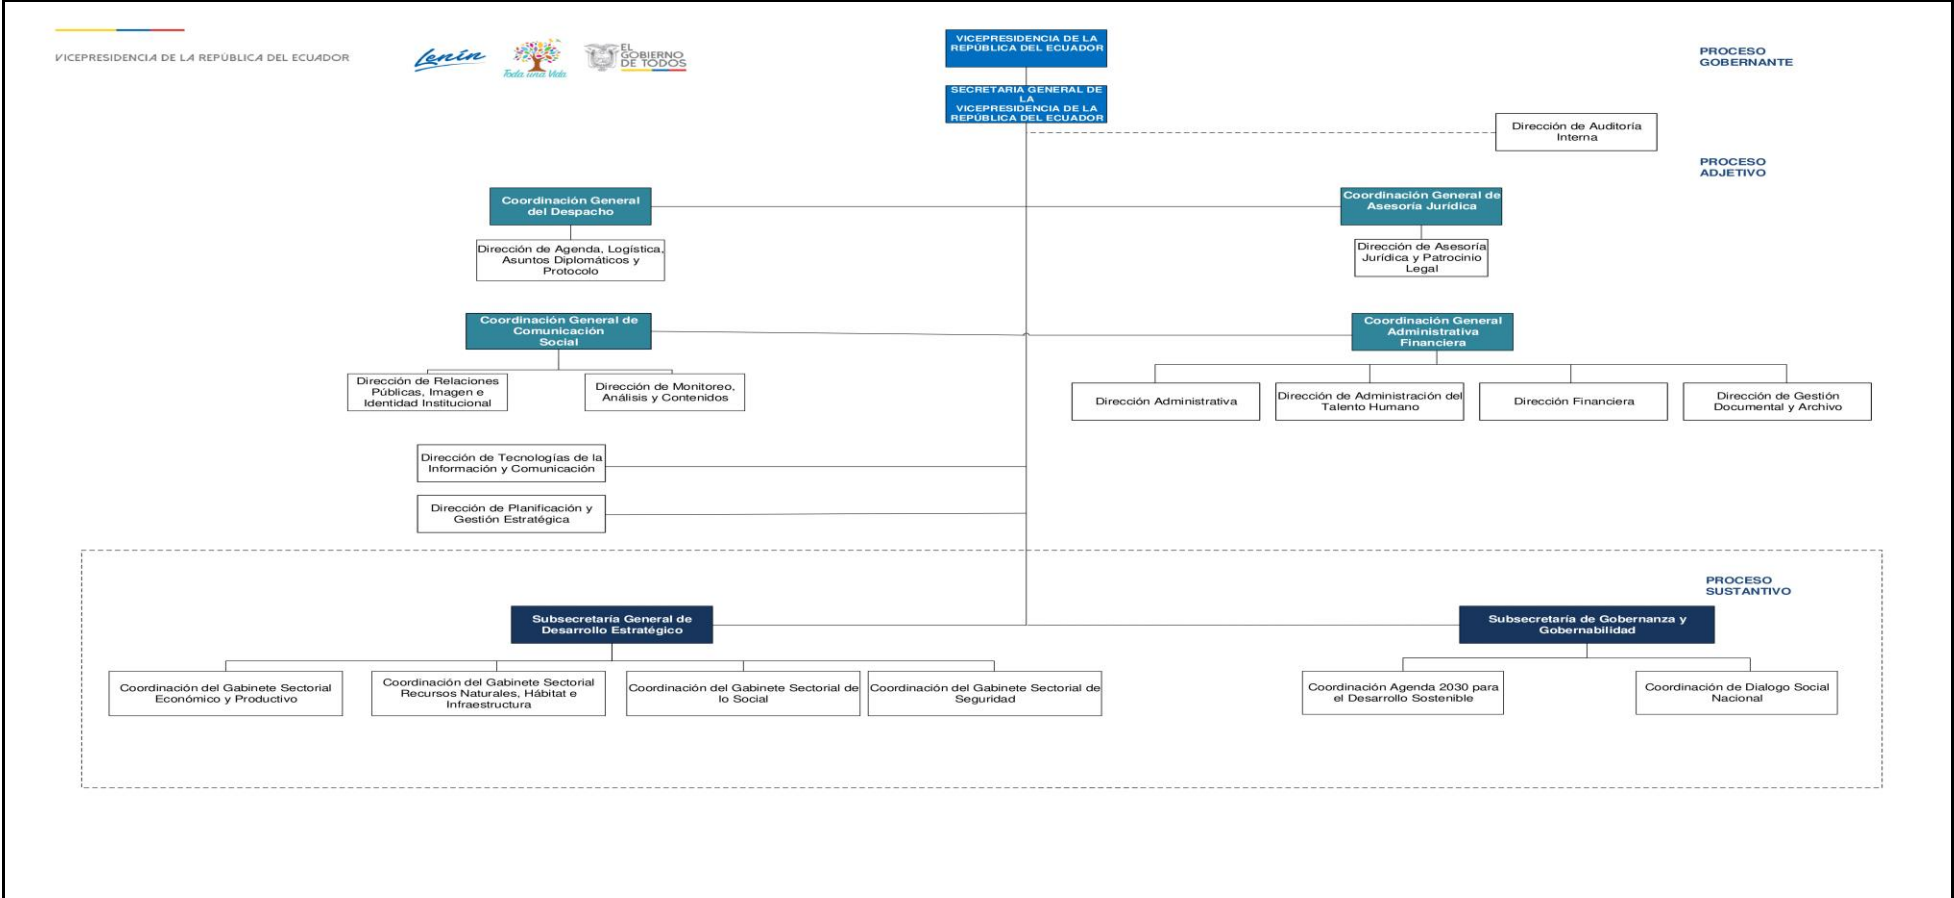 VICEPRESIDENCIA DE LA REPÚBLICA DEL ECUADOR
Lenín
Toda una Vida
EL
GOBIERNO
DE TODOS
VICEPRESIDENCIA DE LA
REPÚBLICA DEL ECUADOR
PROCESO
GOBERNANTE
SECRETARIA GENERAL DE
LA
VICEPRESIDENCIA DE LA
REPÚBLICA DEL ECUADOR
Dirección de Auditoría
Interna
PROCESO
ADJETIVO
Coordinación General
del Despacho
Coordinación General de
Asesoría Jurídica
Dirección de Agenda, Logística,
Asuntos Diplomáticos y
Protocolo
Dirección de Asesoría
Jurídica y Patrocinio
Legal
Coordinación General de
Comunicación
Social
Coordinación General
Administrativa
Financiera
Dirección de Relaciones
Públicas, Imagen e
Identidad Institucional
Dirección de Monitoreo,
Análisis y Contenidos
Dirección Administrativa
Dirección de Administración del
Talento Humano
Dirección Financiera
Dirección de Gestión
Documental y Archivo
Dirección de Tecnologías de la
Información y Comunicación
Dirección de Planificación y
Gestión Estratégica
PROCESO
SUSTANTIVO
Subsecretaría General de
Desarrollo Estratégico
Subsecretaría de Gobernanza y
Gobernabilidad
Coordinación del Gabinete Sectorial
Económico y Productivo
Coordinación del Gabinete Sectorial
Recursos Naturales, Hábitat e
Infraestructura
Coordinación del Gabinete Sectorial de
lo Social
Coordinación del Gabinete Sectorial de
Seguridad
Coordinación Agenda 2030 para
el Desarrollo Sostenible
Coordinación de Dialogo Social
Nacional